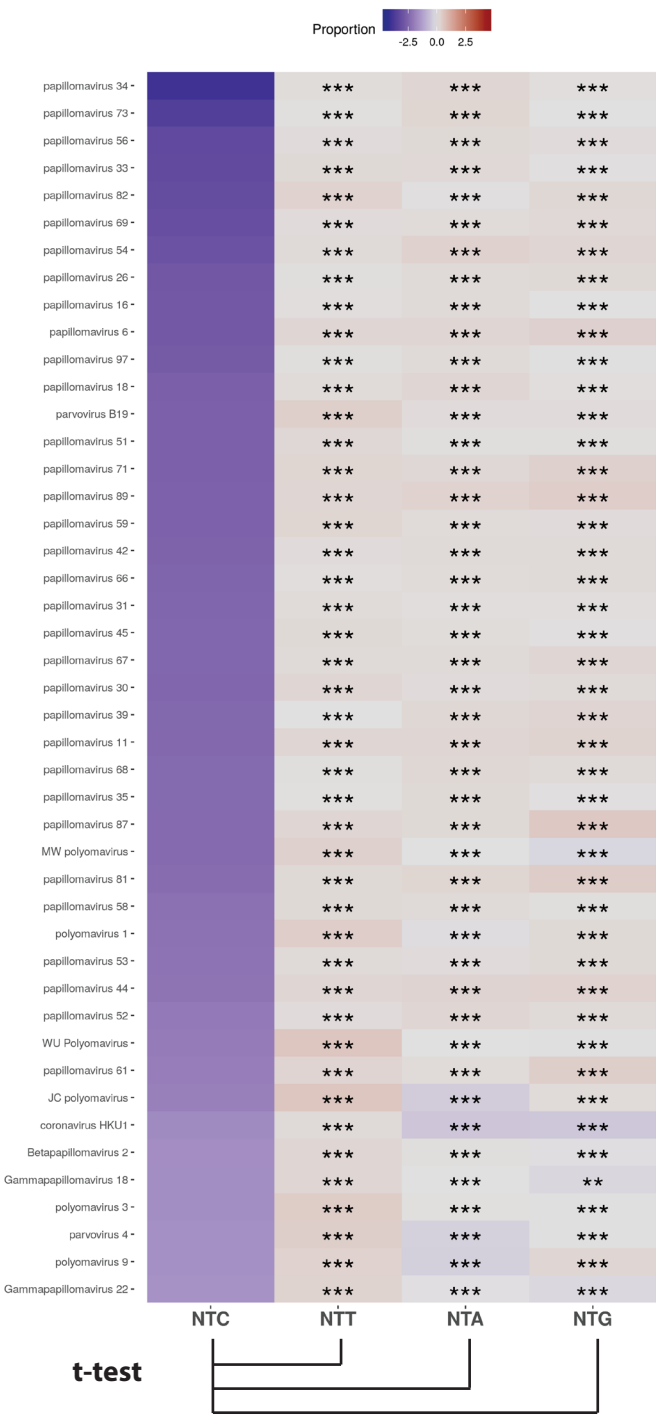 Proportion
-2.5 0.0 2.5
papillomavirus 34 *** *** ***
papillomavirus 73 *** *** ***
papillomavirus 56 *** *** ***
papillomavirus 33 *** *** ***
papillomavirus 82 *** *** ***
papillomavirus 69 *** *** ***
papillomavirus 54 *** *** ***
papillomavirus 26 *** *** ***
papillomavirus 16 *** *** ***
papillomavirus 6 *** *** ***
papillomavirus 97 *** *** ***
papillomavirus 18 *** *** ***
parvovirus B19 *** *** ***
papillomavirus 51 *** *** ***
papillomavirus 71 *** *** ***
papillomavirus 89 *** *** ***
papillomavirus 59 *** *** ***
papillomavirus 42 *** *** ***
papillomavirus 66 *** *** ***
papillomavirus 31 *** *** ***
papillomavirus 45 *** *** ***
papillomavirus 67 *** *** ***
papillomavirus 30 *** *** ***
papillomavirus 39 *** *** ***
papillomavirus 11 *** *** ***
papillomavirus 68 *** *** ***
papillomavirus 35 *** *** ***
papillomavirus 87 *** *** ***
MW polyomavirus *** *** ***
papillomavirus 81 *** *** ***
papillomavirus 58 *** *** ***
polyomavirus 1 *** *** ***
papillomavirus 53 *** *** ***
papillomavirus 44 *** *** ***
papillomavirus 52 *** *** ***
WU Polyomavirus *** *** ***
papillomavirus 61 *** *** ***
JC polyomavirus *** *** ***
coronavirus HKU1 *** *** ***
Betapapillomavirus 2 *** *** ***
Gammapapillomavirus 18 *** *** **
polyomavirus 3 *** *** ***
parvovirus 4 *** *** ***
polyomavirus 9 *** *** ***
Gammapapillomavirus 22 *** *** ***
NTC NTT NTA NTG
t-test